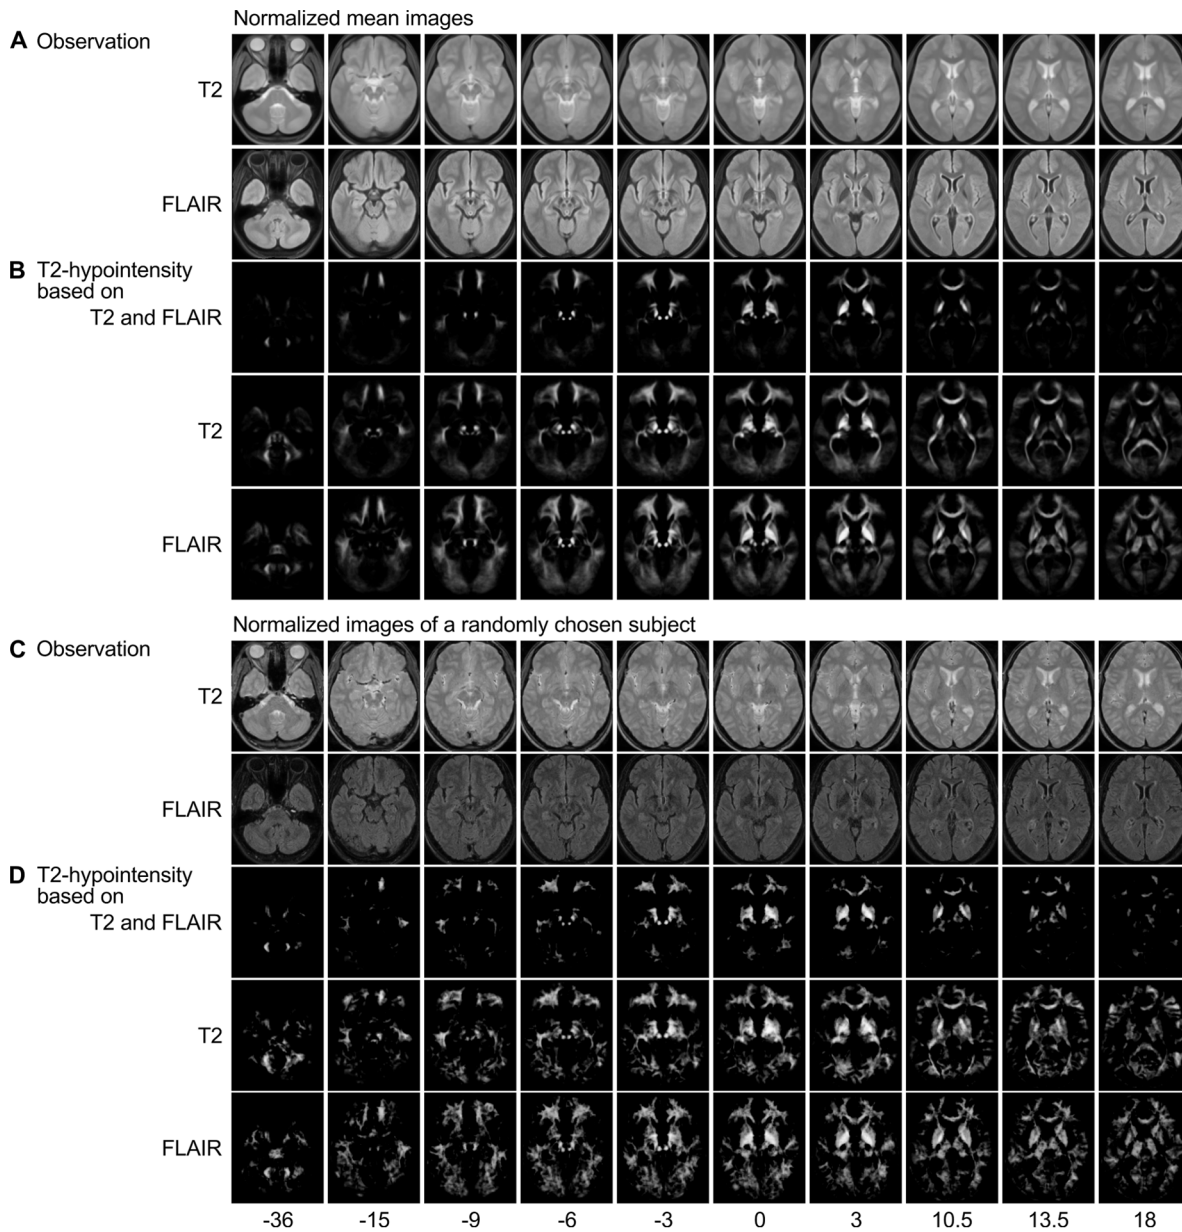 Normalized mean images
A Observation
T2
FLAIR
B T2-hypointensity
based on
T2 and FLAIR
T2
FLAIR
Normalized images of a randomly chosen subject
C Observation
T2
FLAIR
D T2-hypointensity
based on
T2 and FLAIR
T2
FLAIR
-36 -15 -9 -6 -3 0 3 10.5 13.5 18